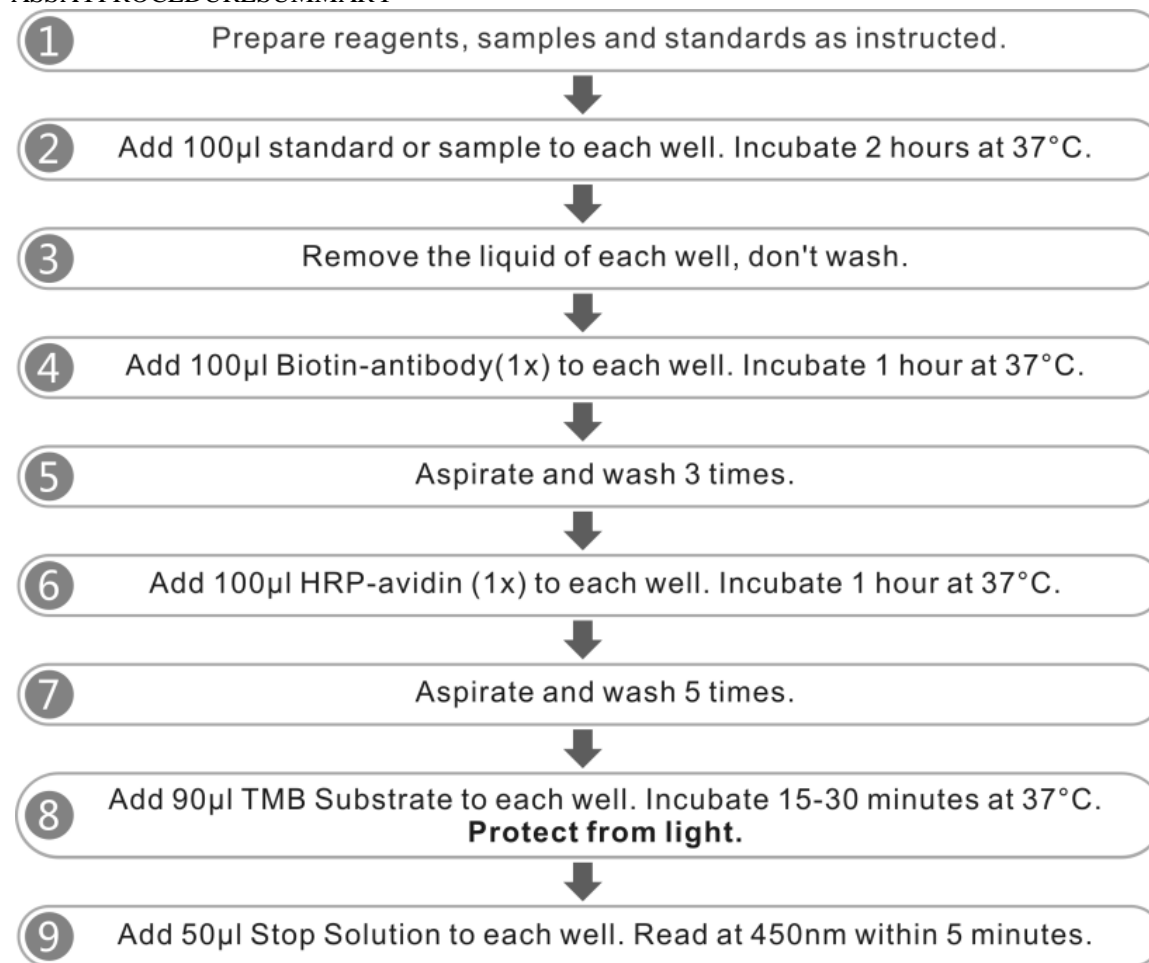 ASSAY PROCEDURE SUMMARY
1 Prepare reagents, samples and standards as instructed.
2 Add 100μl standard or sample to each well. Incubate 2 hours at 37°C.
3 Remove the liquid of each well, don't wash.
4 Add 100μl Biotin-antibody(1x) to each well. Incubate 1 hour at 37°C.
5 Aspirate and wash 3 times.
6 Add 100μl HRP-avidin (1x) to each well. Incubate 1 hour at 37°C.
7 Aspirate and wash 5 times.
8 Add 90μl TMB Substrate to each well. Incubate 15-30 minutes at 37°C.
Protect from light.
9 Add 50μl Stop Solution to each well. Read at 450nm within 5 minutes.